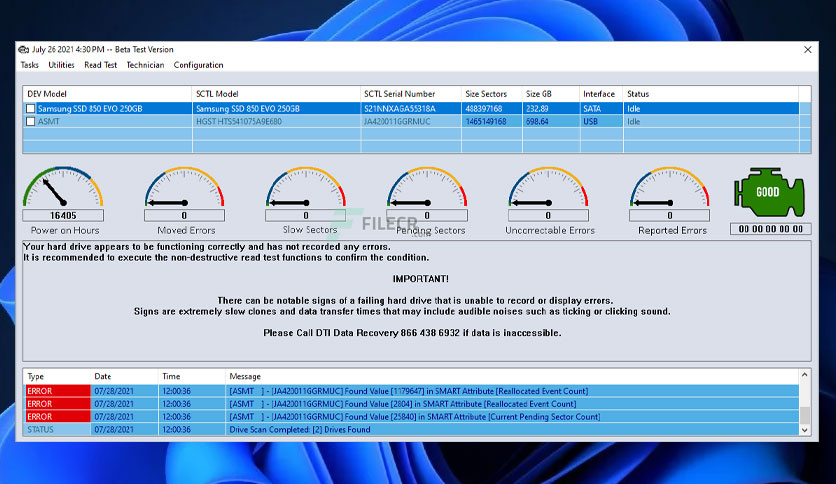 July 26 2021 4:30 PM -- Beta Test Version
Tasks Utilities Read Test Technician Configuration
DEV Model SCTL Model SCTL Serial Number Size Sectors Size GB Interface Status
Samsung SSD 850 EVO 250GB Samsung SSD 850 EVO 250GB S21NNXAGA55318A 488397168 232.89 SATA Idle
ASMT HGST HTS541075A9E680 JA420011GGRMUC 1465149168 698.64 USB Idle
GOOD
16405 0 0 0 0 0
Power on Hours Moved Errors Slow Sectors Pending Sectors Uncorrectable Errors Reported Errors 00 00 00 00 00
FILECR
.com
Your hard drive appears to be functioning correctly and has not recorded any errors.
It is recommended to execute the non-destructive read test functions to confirm the condition.
IMPORTANT!
There can be notable signs of a failing hard drive that is unable to record or display errors.
Signs are extremely slow clones and data transfer times that may include audible noises such as ticking or clicking sound.
Please Call DTI Data Recovery 866 438 6932 if data is inaccessible.
Type Date Time Message
ERROR 07/28/2021 12:00:36 [ASMT ] - [JA420011GGRMUC] Found Value [1179647] in SMART Attribute [Reallocated Event Count]
ERROR 07/28/2021 12:00:36 [ASMT ] - [JA420011GGRMUC] Found Value [2804] in SMART Attribute [Reallocated Event Count]
ERROR 07/28/2021 12:00:36 [ASMT ] - [JA420011GGRMUC] Found Value [25840] in SMART Attribute [Current Pending Sector Count]
STATUS 07/28/2021 12:00:36 Drive Scan Completed: [2] Drives Found